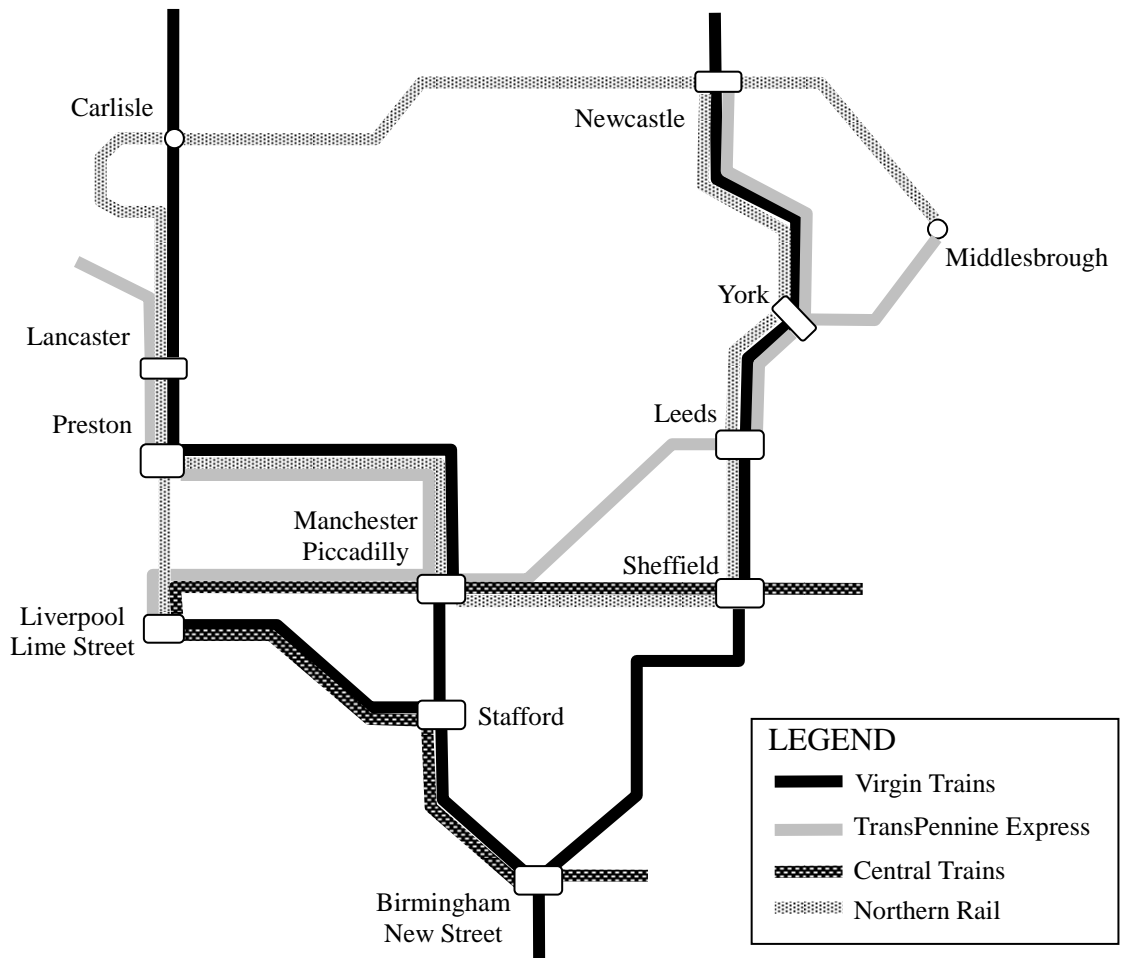 Carlisle
Newcastle
Middlesbrough
York
Lancaster
Preston
Leeds
Manchester
Piccadilly
Sheffield
Liverpool
Lime Street
Stafford
Birmingham
New Street
LEGEND
Virgin Trains
TransPennine Express
Central Trains
Northern Rail